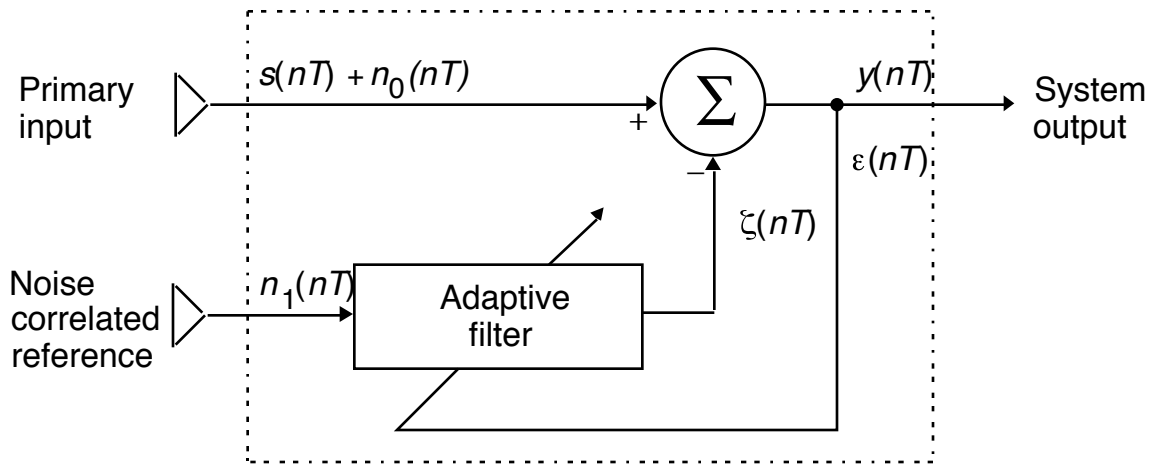 Primary
input
s(nT) + n₀(nT)
+
Σ
−
y(nT)
ε(nT)
System
output
ζ(nT)
Noise
correlated
reference
n₁(nT)
Adaptive
filter